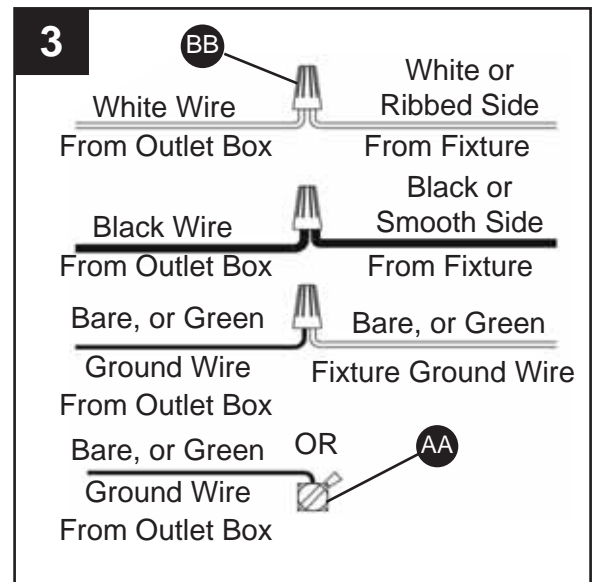 3
BB
White Wire
From Outlet Box
White or
Ribbed Side
From Fixture
Black Wire
From Outlet Box
Black or
Smooth Side
From Fixture
Bare, or Green
Ground Wire
From Outlet Box
Bare, or Green
Fixture Ground Wire
Bare, or Green
Ground Wire
From Outlet Box
OR
AA